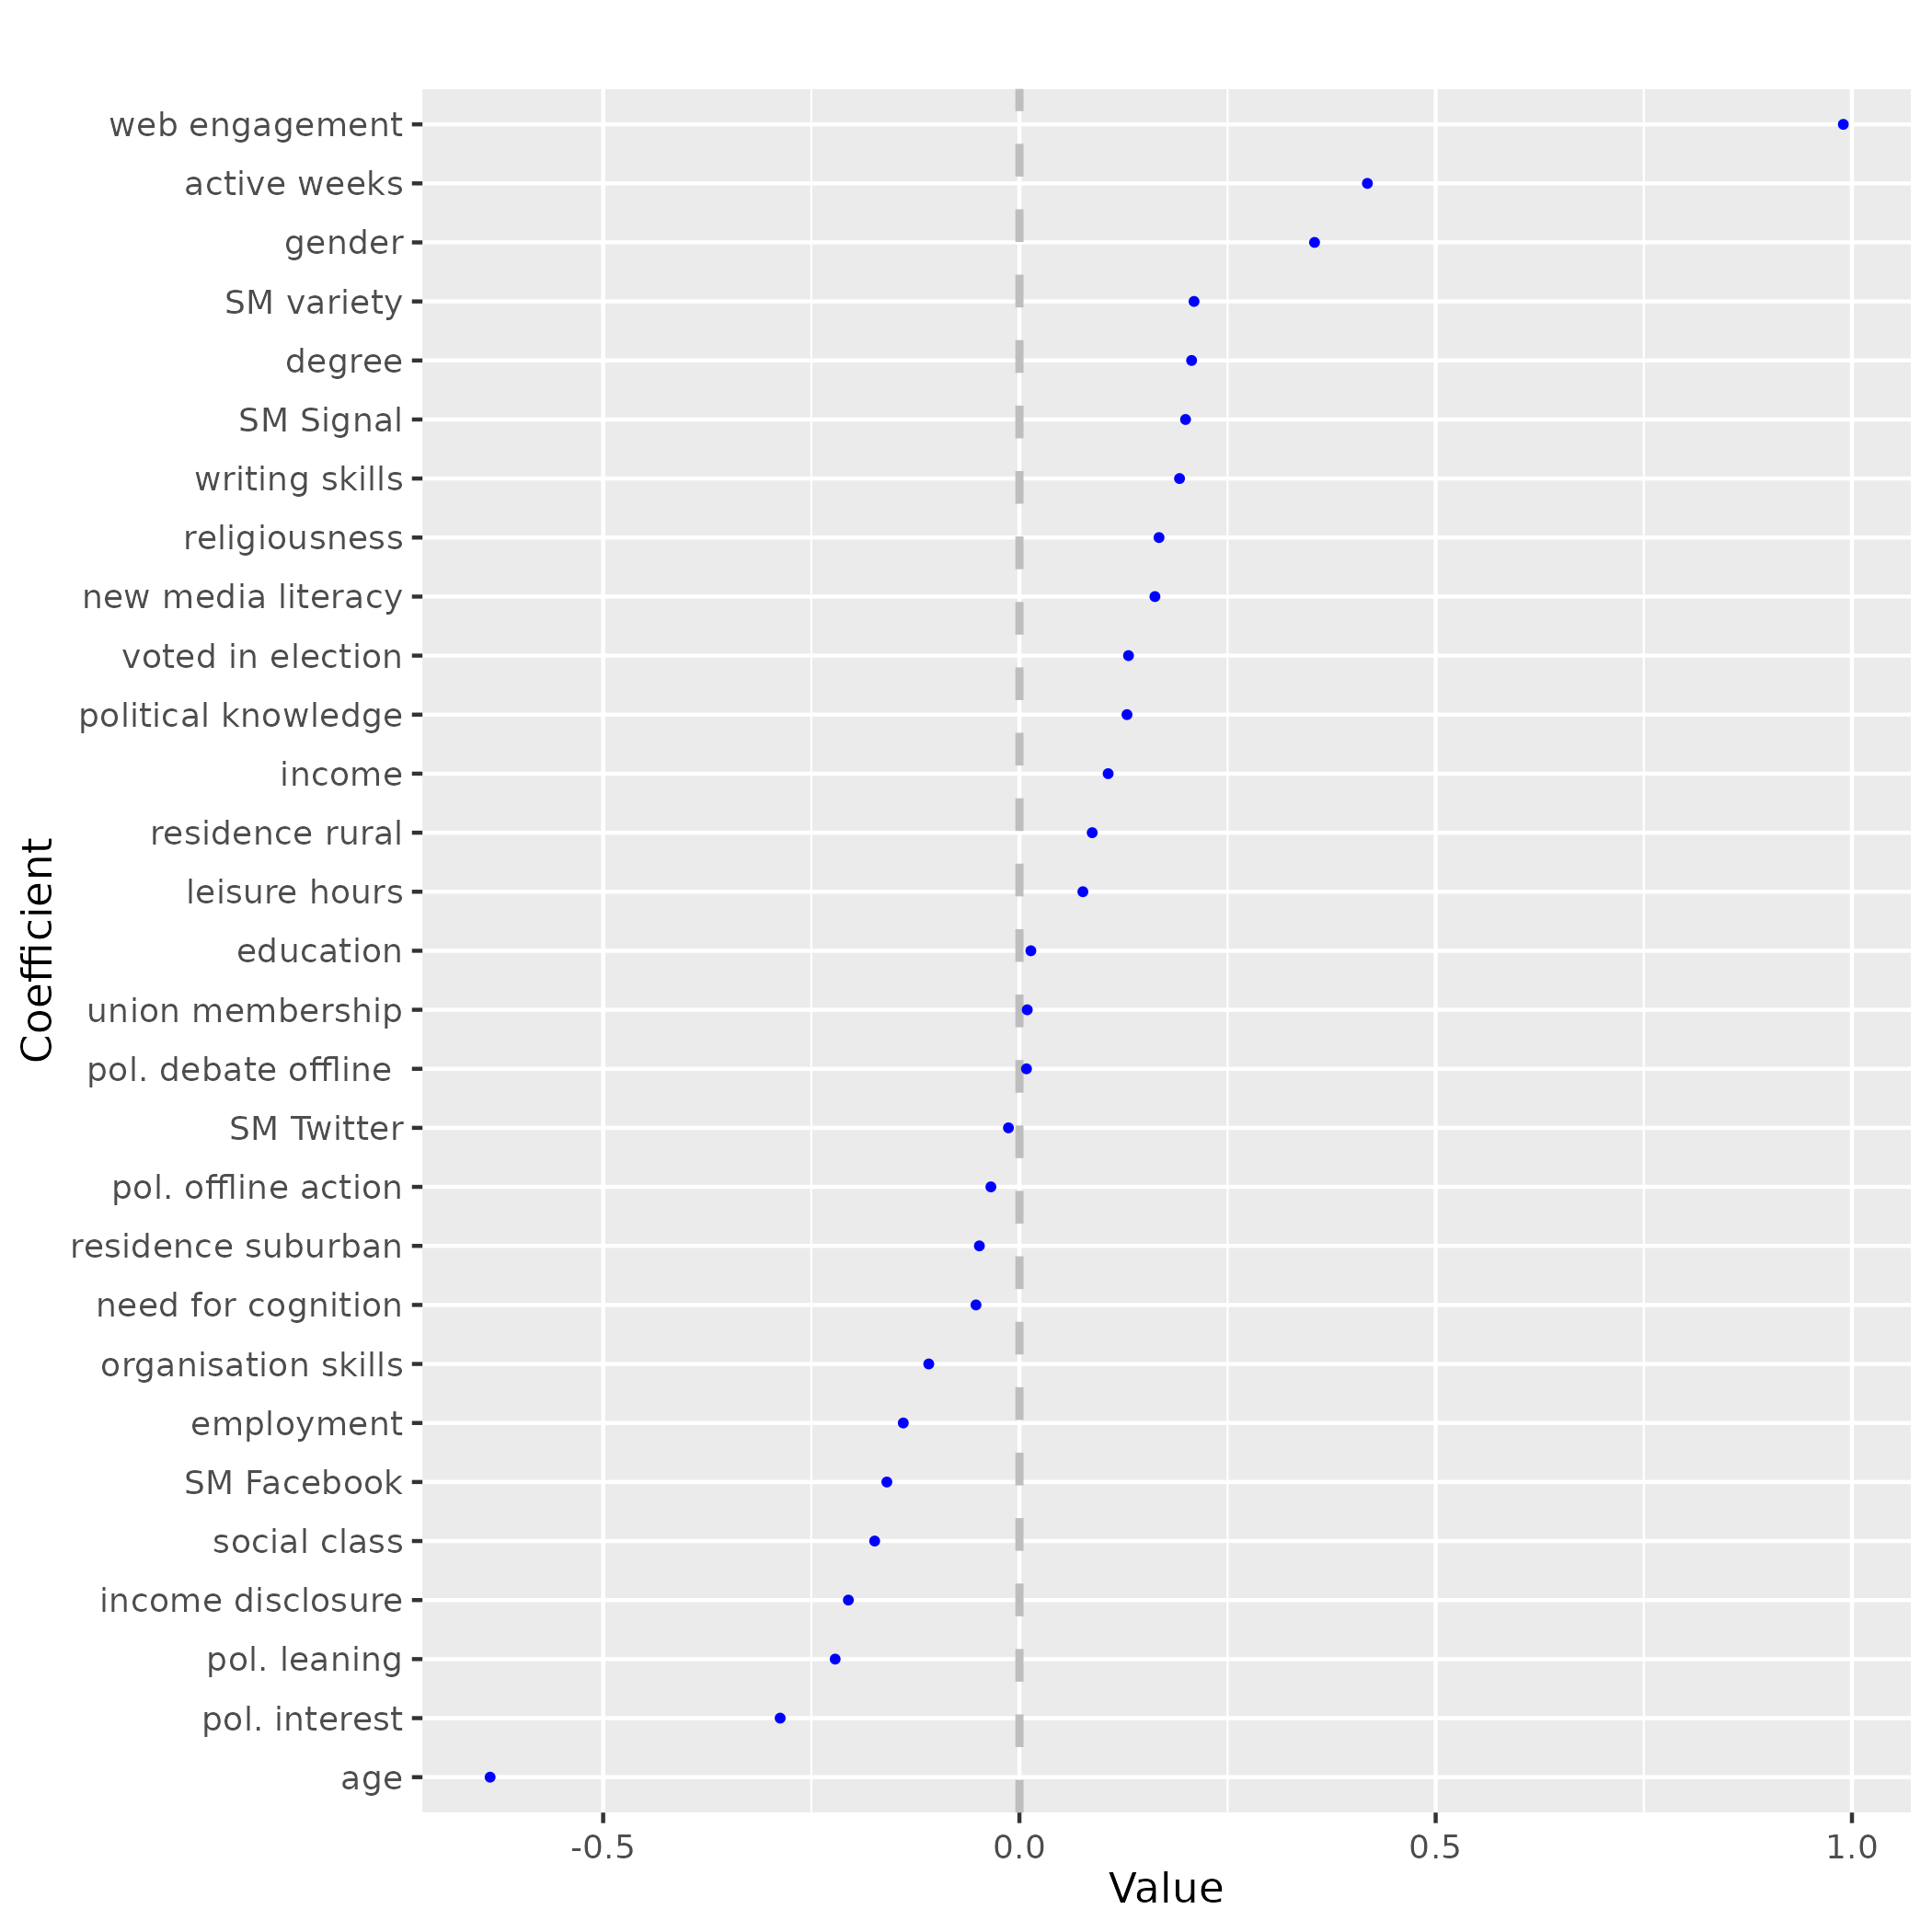 web engagement
active weeks
gender
SM variety
degree
SM Signal
writing skills
religiousness
new media literacy
voted in election
political knowledge
income
residence rural
leisure hours
education
union membership
pol. debate offline
SM Twitter
pol. offline action
residence suburban
need for cognition
organisation skills
employment
SM Facebook
social class
income disclosure
pol. leaning
pol. interest
age
Coefficient
-0.5 0.0 0.5 1.0
Value